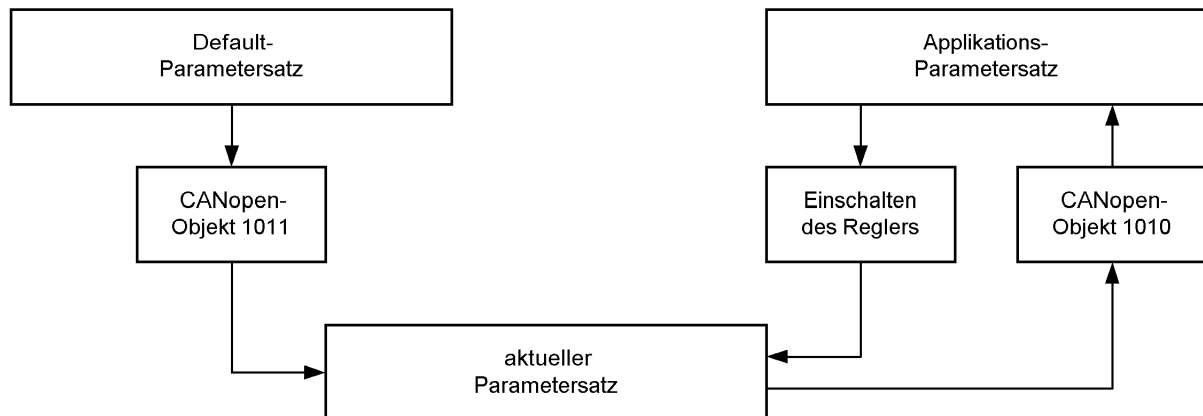 Default-
Parametersatz
Applikations-
Parametersatz
CANopen-
Objekt 1011
Einschalten
des Reglers
CANopen-
Objekt 1010
aktueller
Parametersatz